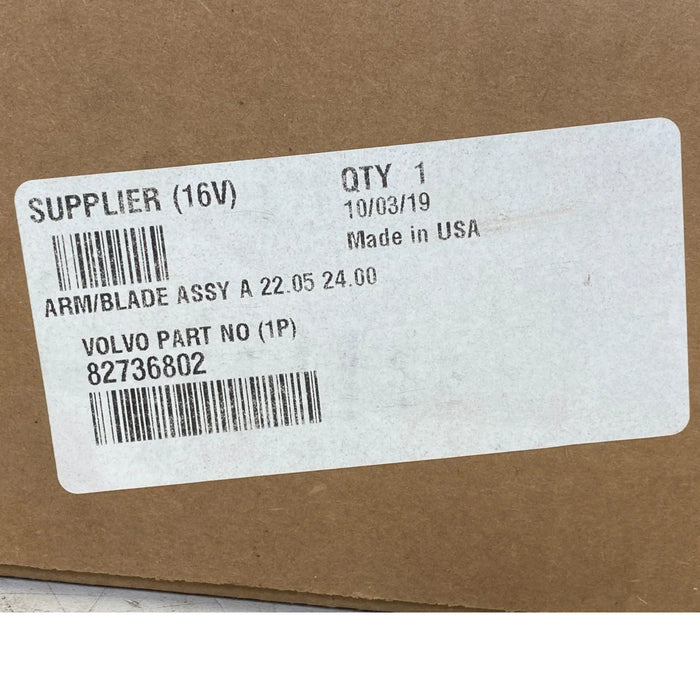 SUPPLIER (16V)
QTY 1
10/03/19
Made in USA
ARM/BLADE ASSY A 22.05 24.00
VOLVO PART NO (1P)
82736802